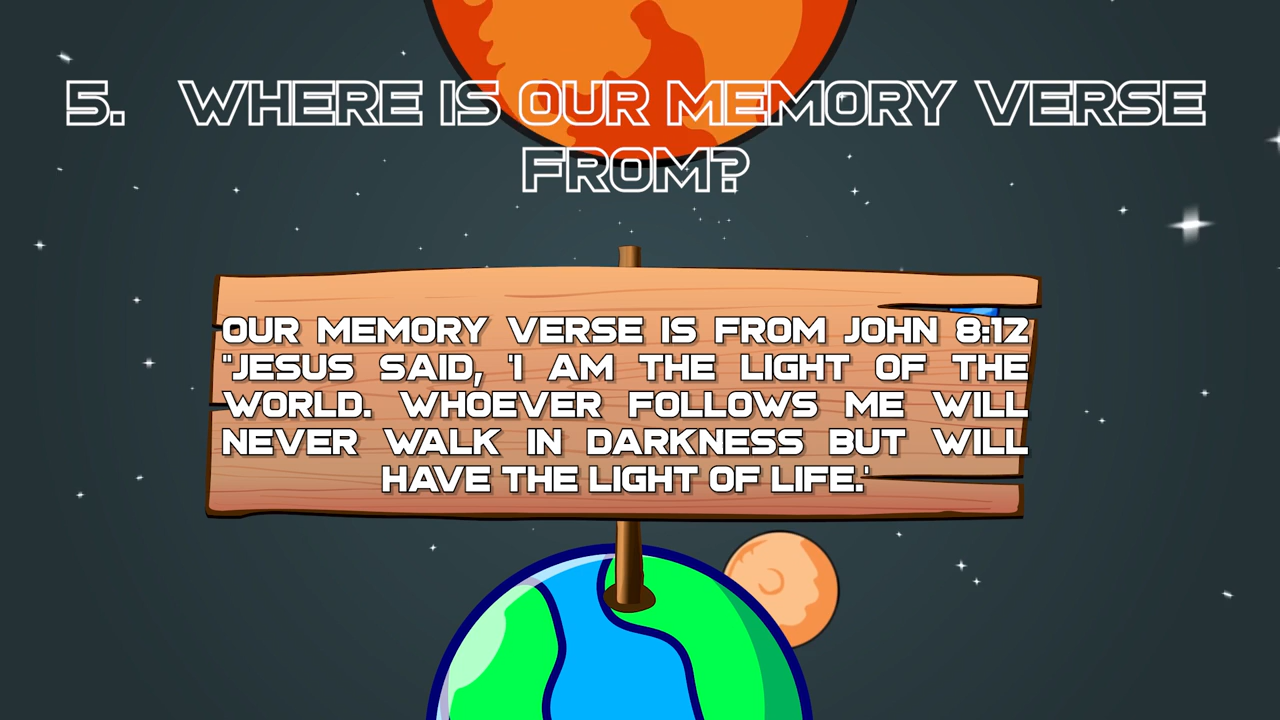 5. WHERE IS OUR MEMORY VERSE
FROM?
OUR MEMORY VERSE IS FROM JOHN 8:12
"JESUS SAID, 'I AM THE LIGHT OF THE
WORLD. WHOEVER FOLLOWS ME WILL
NEVER WALK IN DARKNESS BUT WILL
HAVE THE LIGHT OF LIFE.'